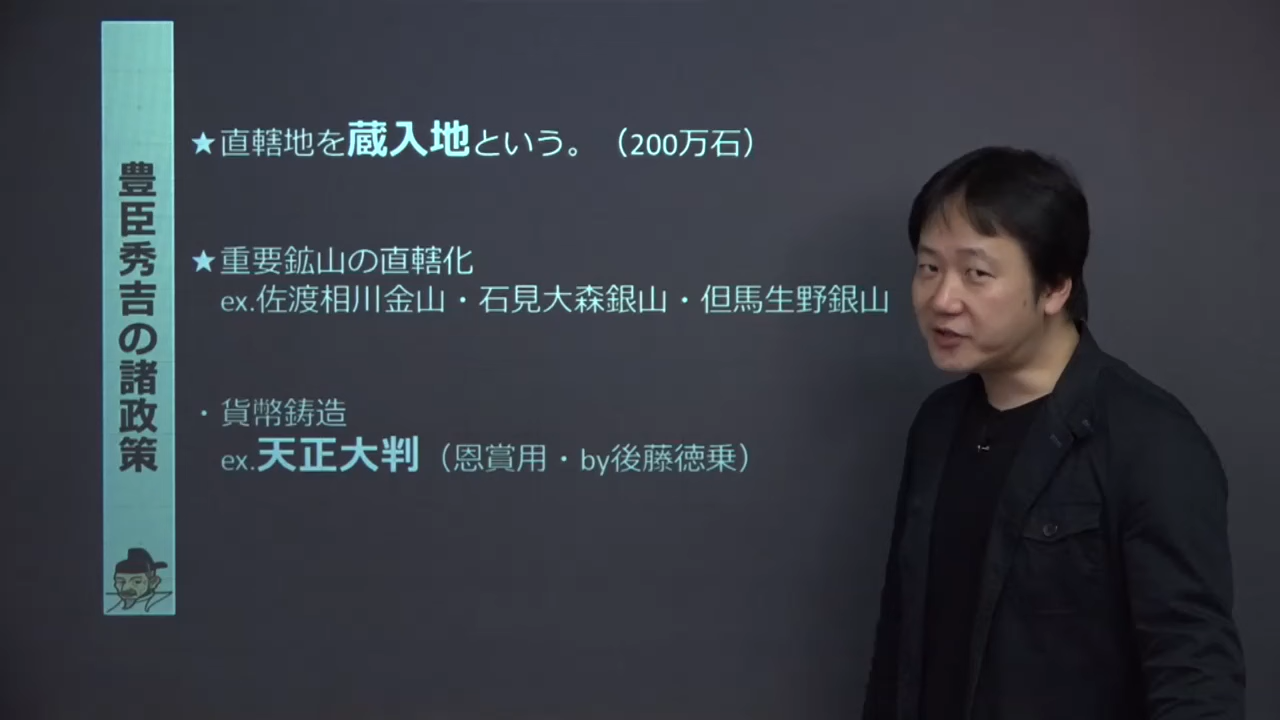 豊臣秀吉の諸政策
★直轄地を蔵入地という。（200万石）
★重要鉱山の直轄化
ex.佐渡相川金山・石見大森銀山・但馬生野銀山
・貨幣鋳造
ex.天正大判（恩賞用・by後藤徳乗）